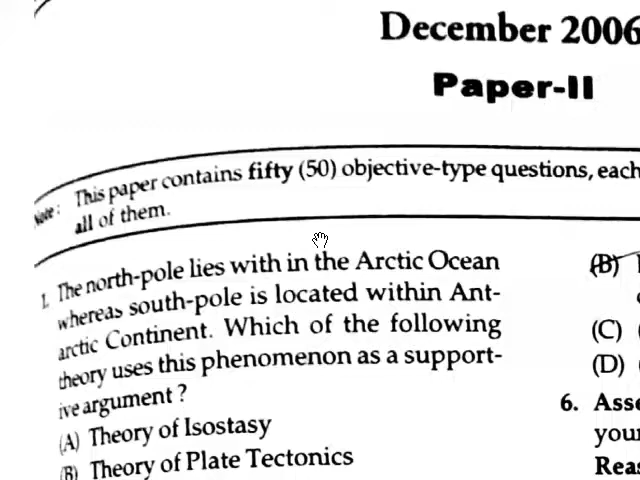 December 2006
Paper-II
Note: This paper contains fifty (50) objective-type questions, each
all of them.
1. The north-pole lies with in the Arctic Ocean
whereas south-pole is located within Ant-
arctic Continent. Which of the following
theory uses this phenomenon as a support-
ive argument ?
(A) Theory of Isostasy
(B) Theory of Plate Tectonics
(B)
(C)
(D)
6. Asse
your
Reas